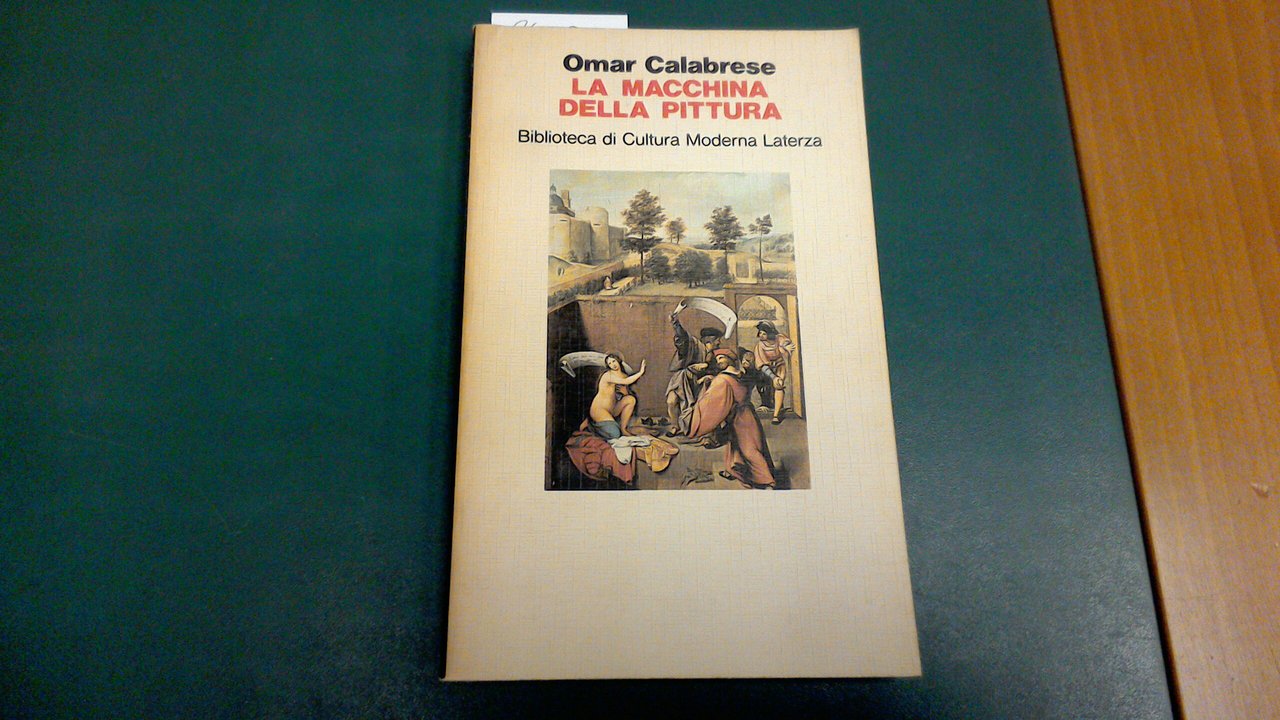 Omar Calabrese
LA MACCHINA
DELLA PITTURA
Biblioteca di Cultura Moderna Laterza